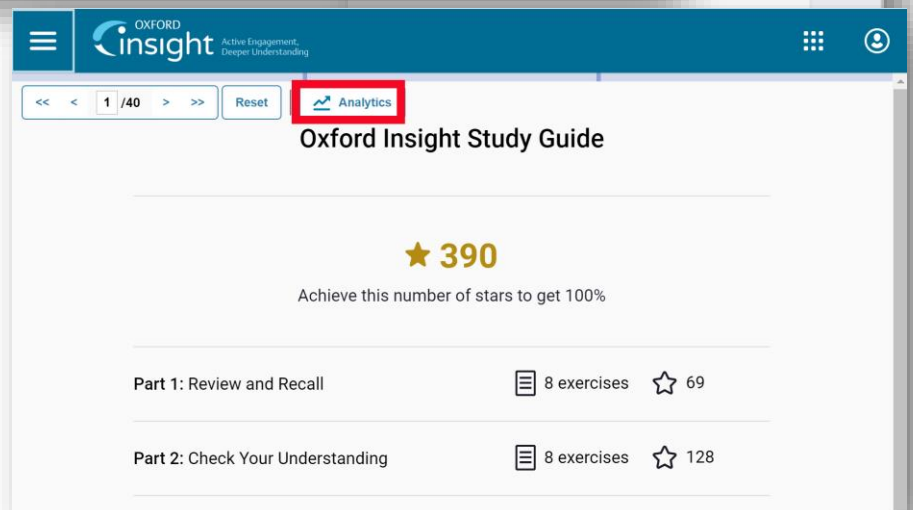 OXFORD
insight Active Engagement,
Deeper Understanding
<< < 1 /40 > >> Reset Analytics
Oxford Insight Study Guide
390
Achieve this number of stars to get 100%
Part 1: Review and Recall 8 exercises 69
Part 2: Check Your Understanding 8 exercises 128